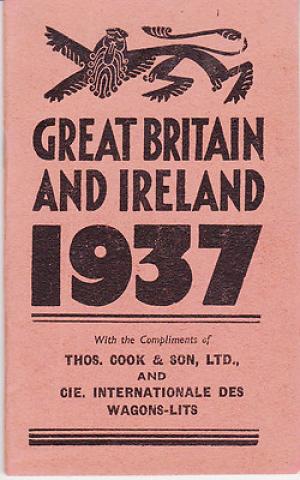 GREAT BRITAIN
AND IRELAND
1937
With the Compliments of
THOS. COOK & SON, LTD.,
AND
CIE. INTERNATIONALE DES
WAGONS-LITS